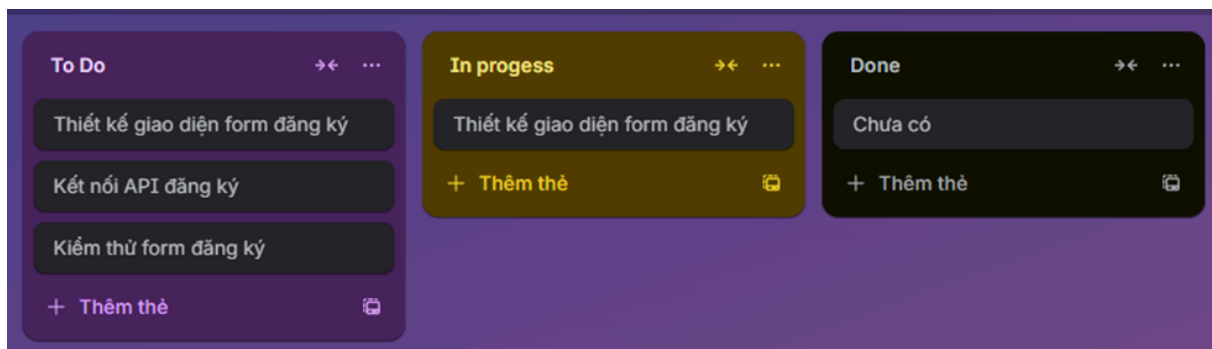 To Do
Thiết kế giao diện form đăng ký
Kết nối API đăng ký
Kiểm thử form đăng ký
+ Thêm thẻ
In progess
Thiết kế giao diện form đăng ký
+ Thêm thẻ
Done
Chưa có
+ Thêm thẻ